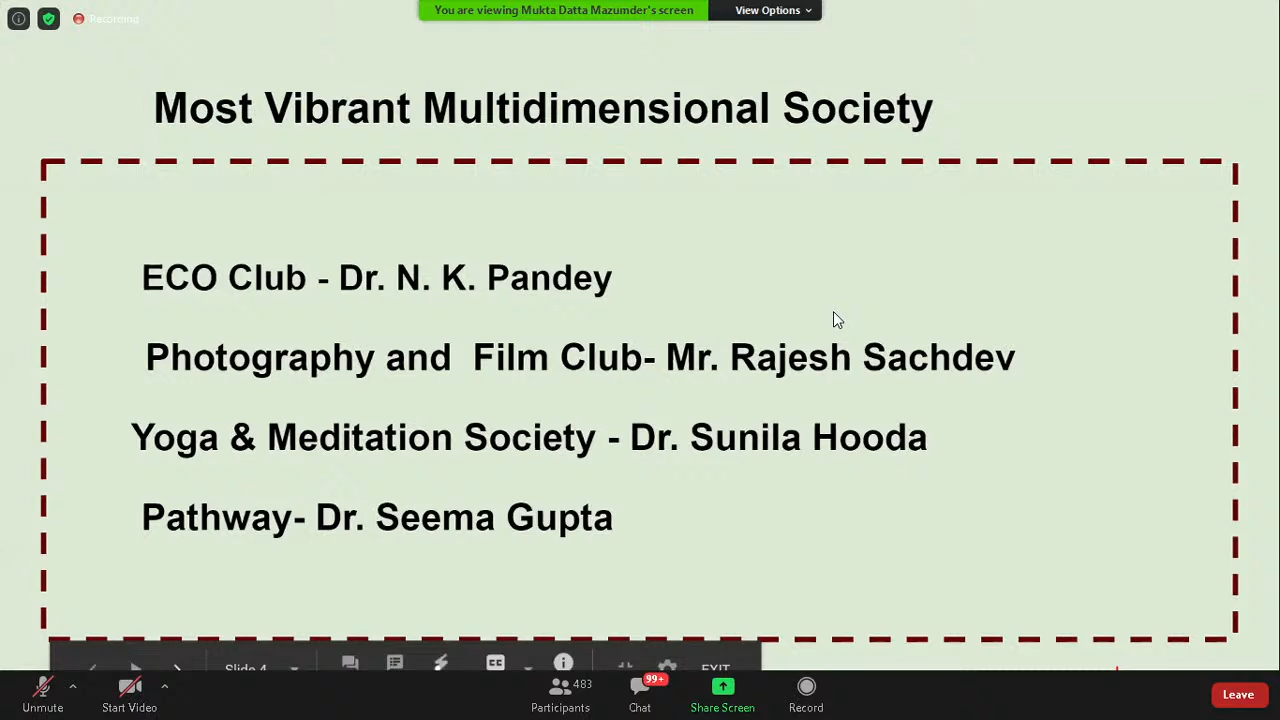 Recording
You are viewing Mukta Datta Mazumder's screen
View Options
Most Vibrant Multidimensional Society
ECO Club - Dr. N. K. Pandey
Photography and Film Club- Mr. Rajesh Sachdev
Yoga & Meditation Society - Dr. Sunila Hooda
Pathway- Dr. Seema Gupta
Slide 4
CC
EXIT
483
99+
Unmute
Start Video
Participants
Chat
Share Screen
Record
Leave